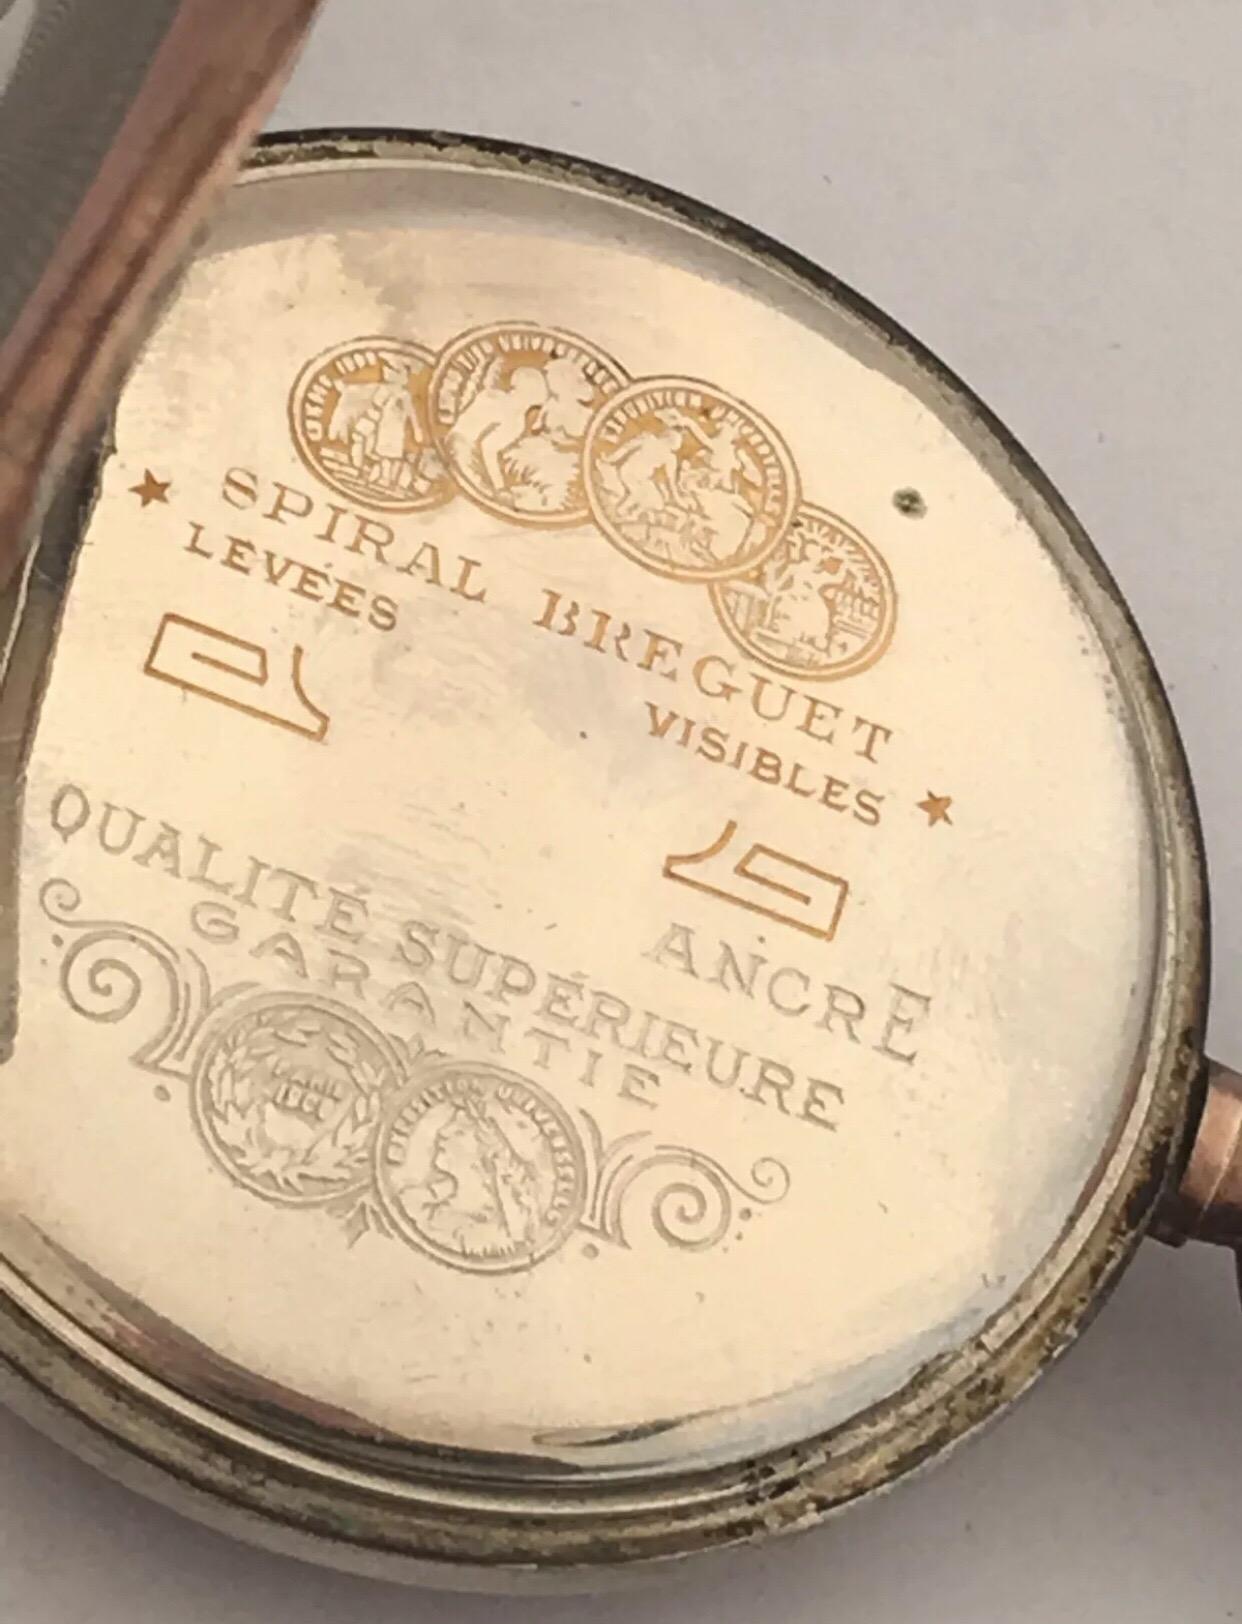 ★ SPIRAL BREGUET ★
LEVÉES VISIBLES
ANCRE
QUALITÉ SUPÉRIEURE
GARANTIE